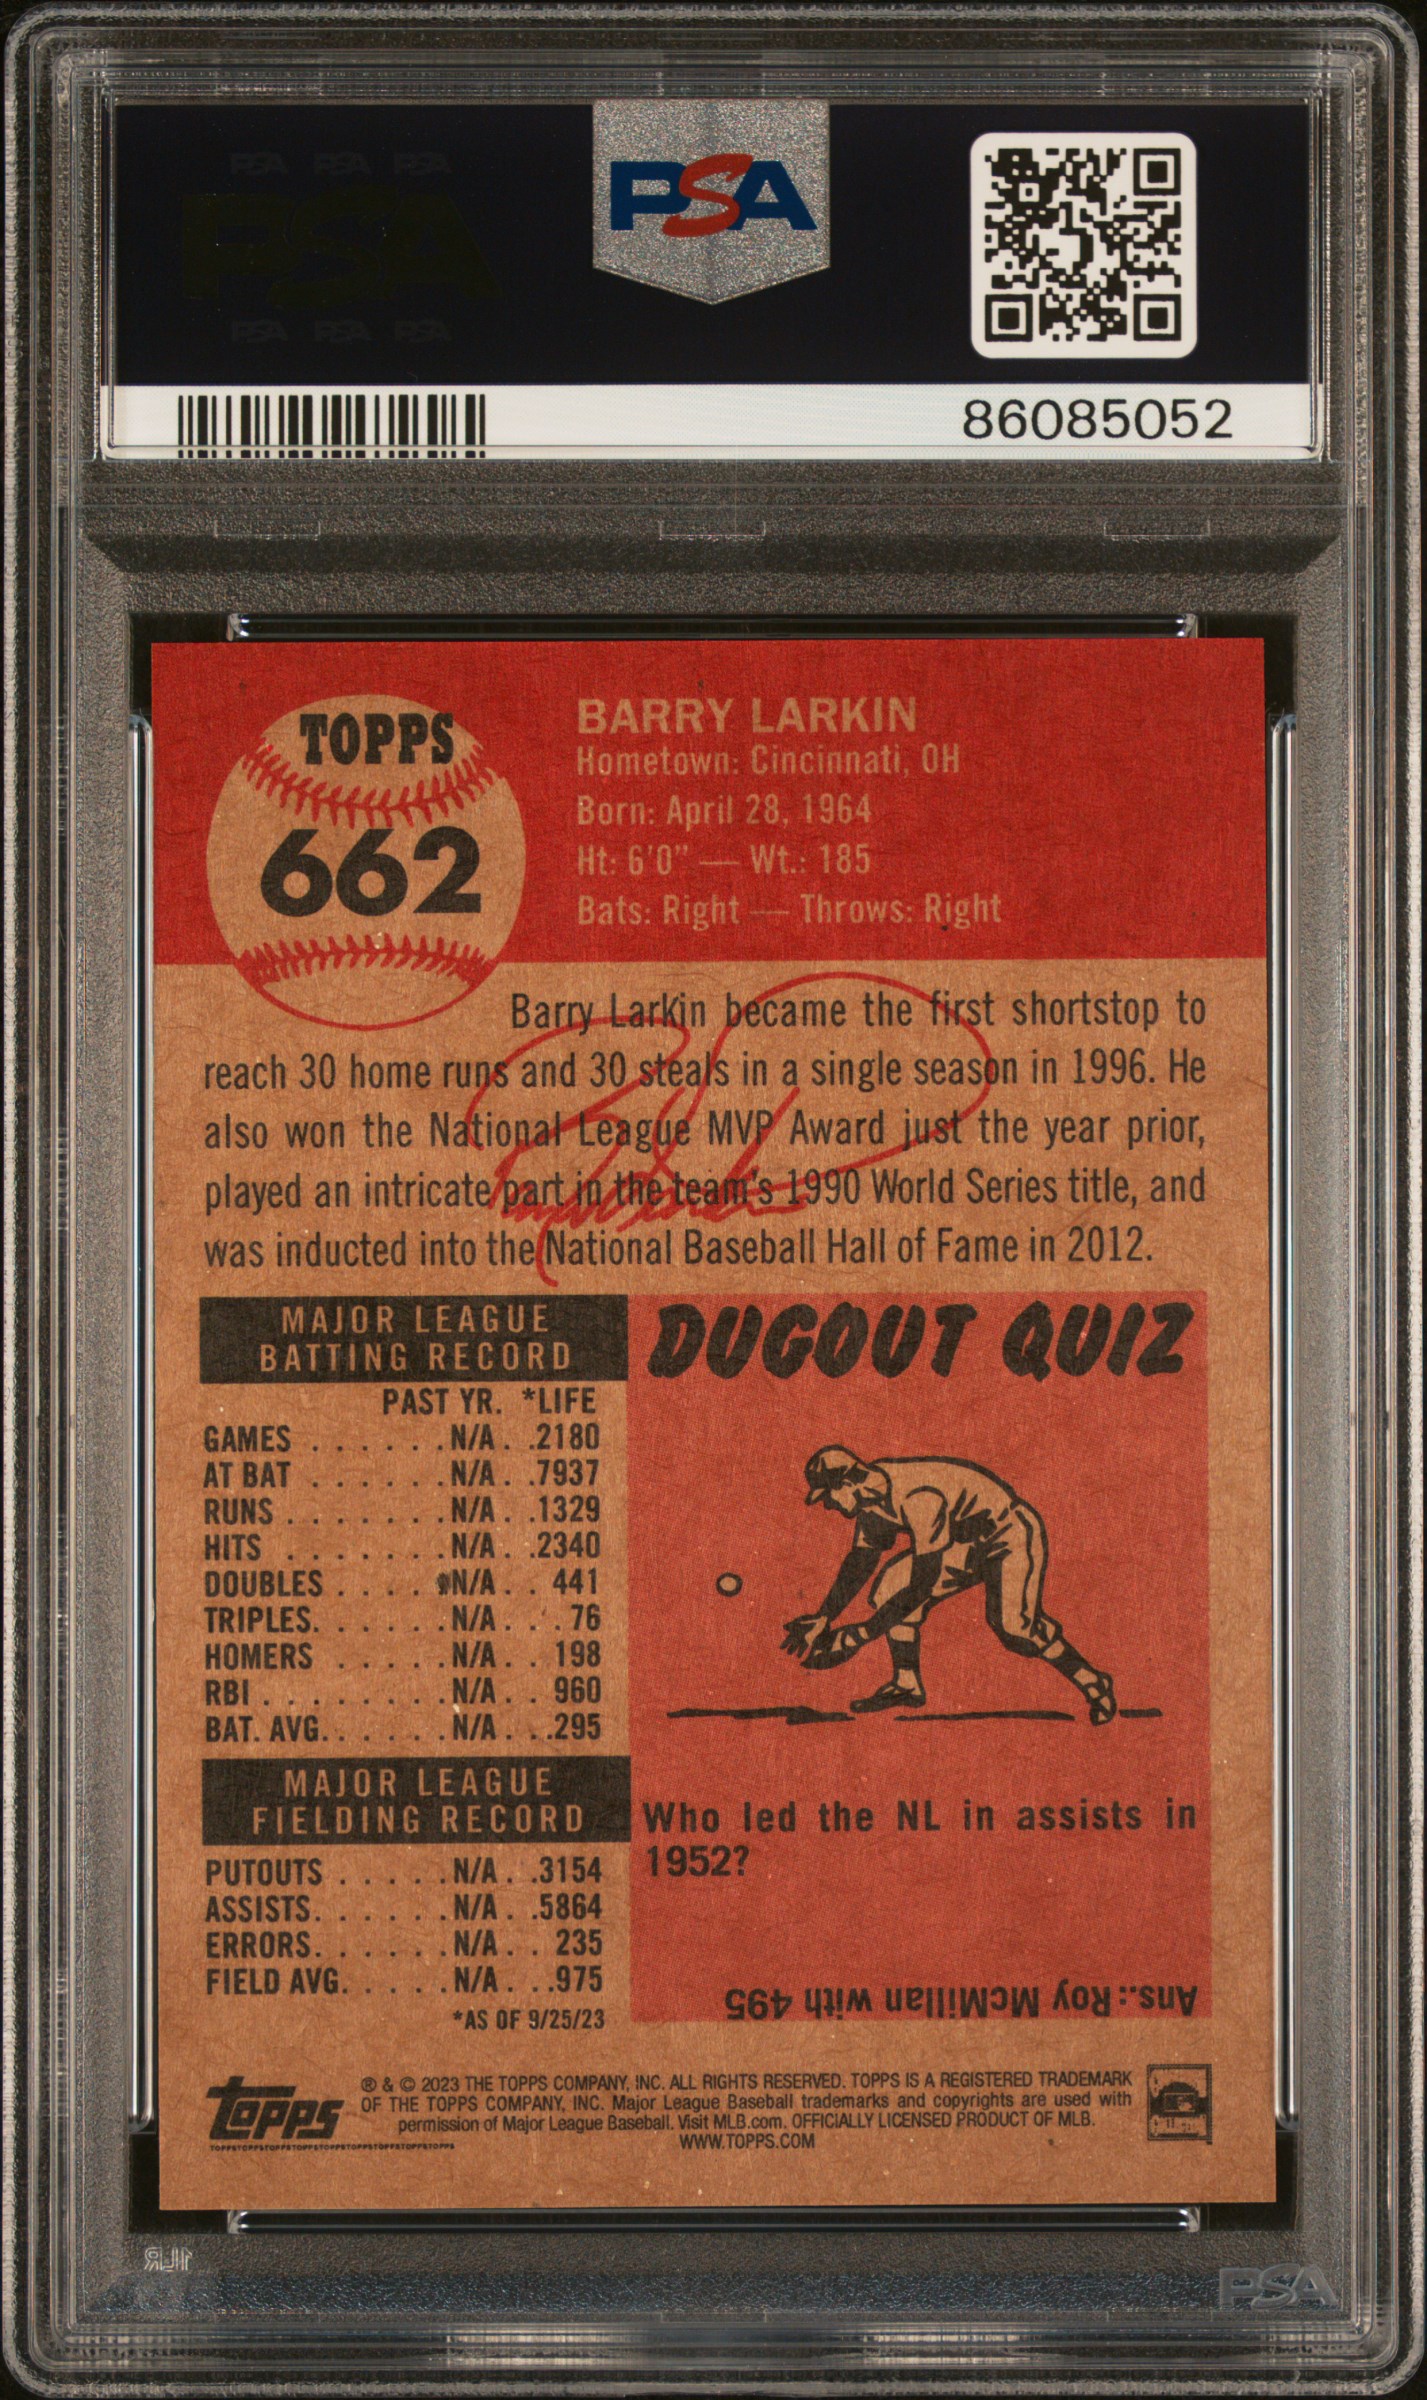 PSA PSA PSA
PSA
PSA PSA PSA
PSA
86085052
TOPPS
662
BARRY LARKIN
Hometown: Cincinnati, OH
Born: April 28, 1964
Ht: 6'0" — Wt.: 185
Bats: Right — Throws: Right
Barry Larkin became the first shortstop to
reach 30 home runs and 30 steals in a single season in 1996. He
also won the National League MVP Award just the year prior,
played an intricate part in the team's 1990 World Series title, and
was inducted into the National Baseball Hall of Fame in 2012.
MAJOR LEAGUE
BATTING RECORD
PAST YR. *LIFE
GAMES . . . . . . N/A . .2180
AT BAT . . . . . . N/A . .7937
RUNS . . . . . . . N/A . .1329
HITS . . . . . . . N/A . .2340
DOUBLES . . . . N/A . . 441
TRIPLES. . . . . . N/A . . . 76
HOMERS . . . . . N/A . . 198
RBI . . . . . . . . N/A . . 960
BAT. AVG. . . . . . N/A . . .295
MAJOR LEAGUE
FIELDING RECORD
PUTOUTS . . . . . N/A . .3154
ASSISTS. . . . . . N/A . .5864
ERRORS. . . . . . N/A . . 235
FIELD AVG. . . . . N/A . . .975
*AS OF 9/25/23
DUGOUT QUIZ
Who led the NL in assists in
1952?
Ans.: Roy McMillan with 495
topps
TOPPSTOPPSTOPPSTOPPSTOPPSTOPPSTOPPSTOPPS
® & © 2023 THE TOPPS COMPANY, INC. ALL RIGHTS RESERVED. TOPPS IS A REGISTERED TRADEMARK
OF THE TOPPS COMPANY, INC. Major League Baseball trademarks and copyrights are used with
permission of Major League Baseball. Visit MLB.com. OFFICIALLY LICENSED PRODUCT OF MLB.
WWW.TOPPS.COM
1LR
PSA